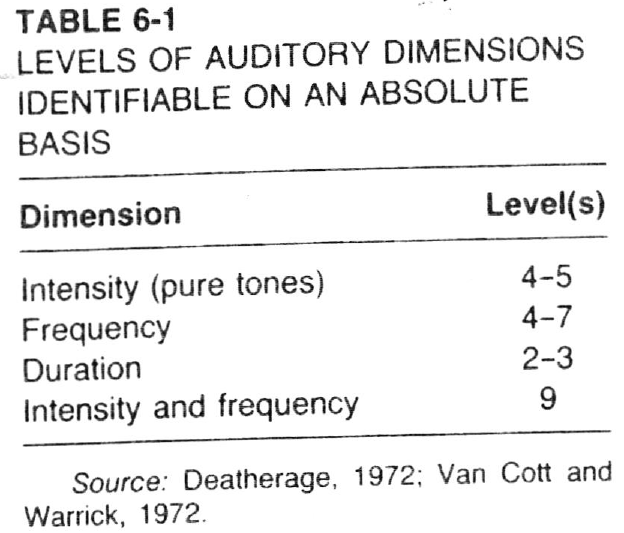 TABLE 6-1
LEVELS OF AUDITORY DIMENSIONS
IDENTIFIABLE ON AN ABSOLUTE
BASIS
Dimension Level(s)
Intensity (pure tones) 4–5
Frequency 4–7
Duration 2–3
Intensity and frequency 9
Source: Deatherage, 1972; Van Cott and
Warrick, 1972.